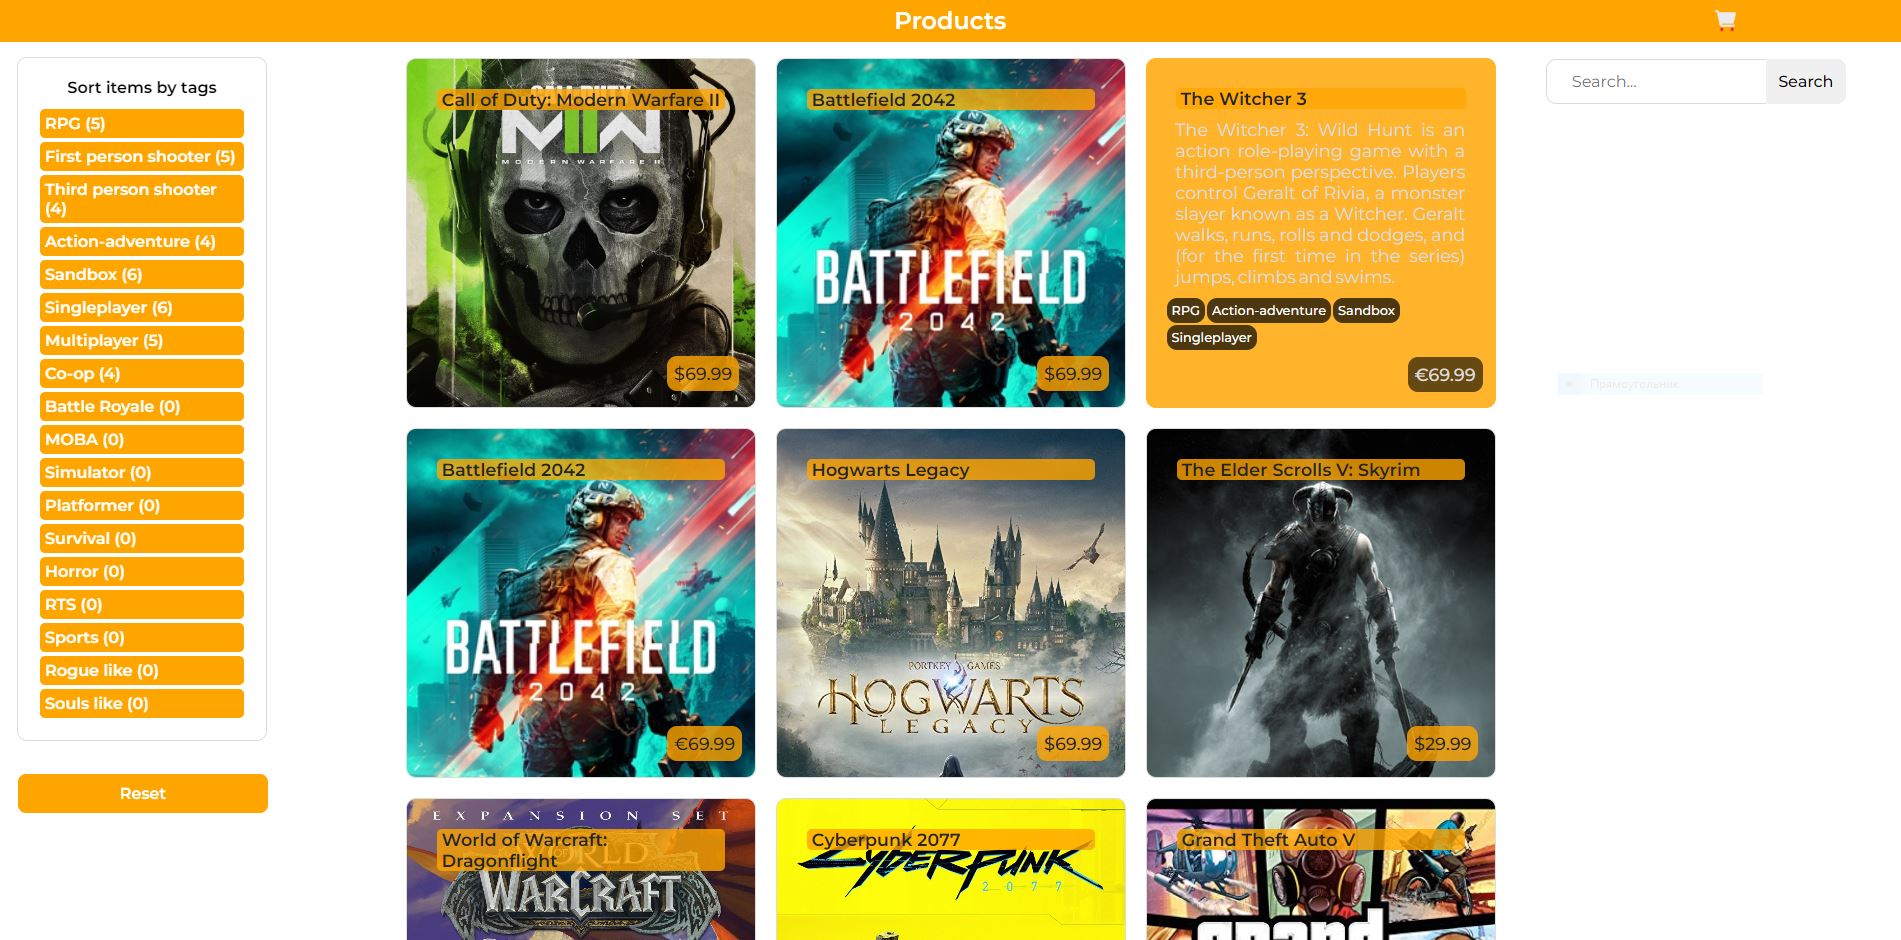 Products
Sort items by tags
RPG (5)
First person shooter (5)
Third person shooter
(4)
Action-adventure (4)
Sandbox (6)
Singleplayer (6)
Multiplayer (5)
Co-op (4)
Battle Royale (0)
MOBA (0)
Simulator (0)
Platformer (0)
Survival (0)
Horror (0)
RTS (0)
Sports (0)
Rogue like (0)
Souls like (0)
Reset
Call of Duty: Modern Warfare II
MW
MODERN WARFARE II
$69.99
Battlefield 2042
BATTLEFIELD
2042
$69.99
The Witcher 3
The Witcher 3: Wild Hunt is an
action role-playing game with a
third-person perspective. Players
control Geralt of Rivia, a monster
slayer known as a Witcher. Geralt
walks, runs, rolls and dodges, and
(for the first time in the series)
jumps, climbs and swims.
RPG Action-adventure Sandbox
Singleplayer
€69.99
Search...
Search
Прямоугольник
Battlefield 2042
BATTLEFIELD
2042
€69.99
Hogwarts Legacy
PORTKEY GAMES
HOGWARTS
LEGACY
$69.99
The Elder Scrolls V: Skyrim
$29.99
EXPANSION SET
World of Warcraft:
Dragonflight
WORLD
OF
WARCRAFT
Cyberpunk 2077
CYBERPUNK
2077
Grand Theft Auto V
grand